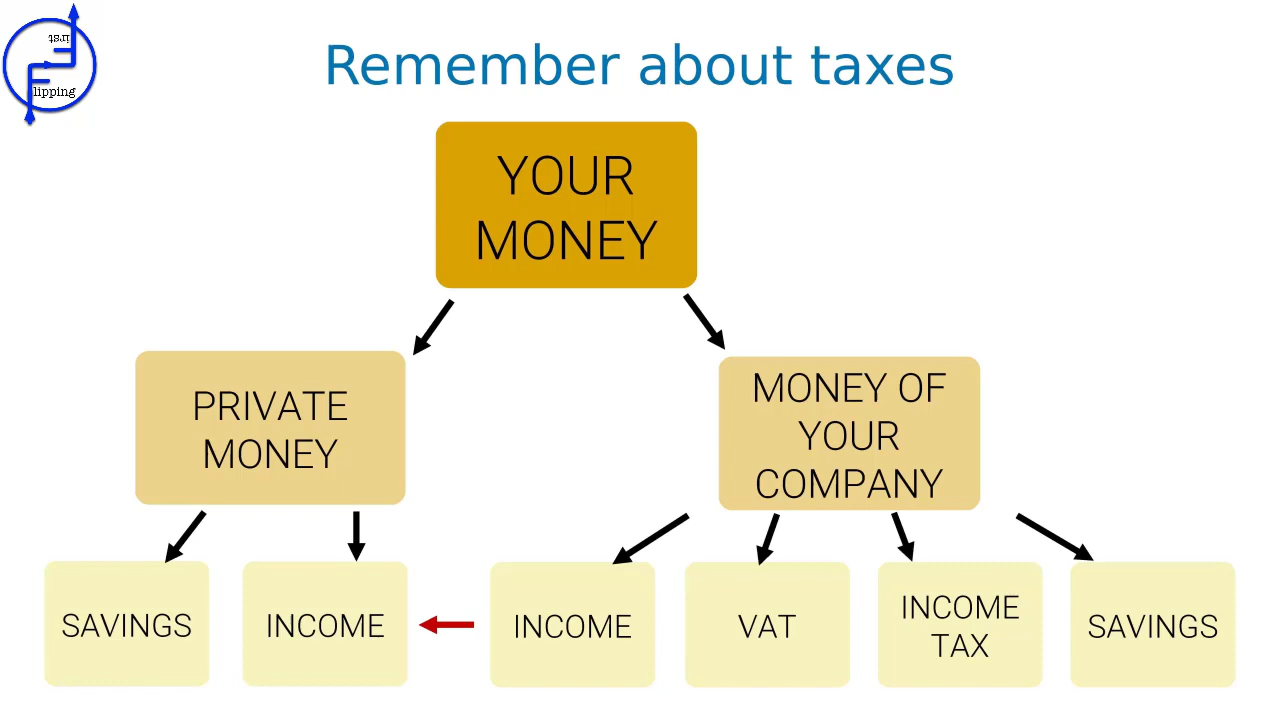 irst
lipping
Remember about taxes
YOUR
MONEY
PRIVATE
MONEY
MONEY OF
YOUR
COMPANY
SAVINGS
INCOME
INCOME
VAT
INCOME
TAX
SAVINGS